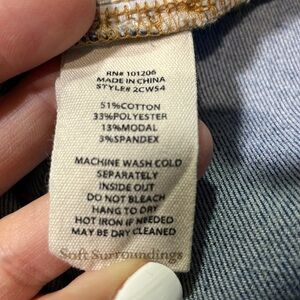 RN# 101206
MADE IN CHINA
STYLE# 2CW54
51%COTTON
33%POLYESTER
13%MODAL
3%SPANDEX
MACHINE WASH COLD
SEPARATELY
INSIDE OUT
DO NOT BLEACH
HANG TO DRY
HOT IRON IF NEEDED
MAY BE DRY CLEANED
Soft Surroundings